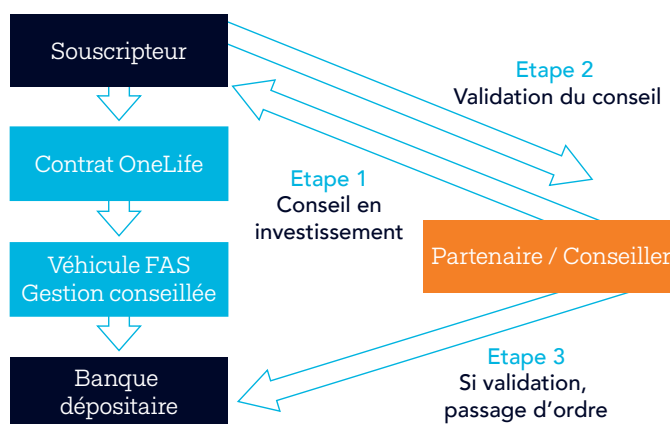 Souscripteur
Etape 2
Validation du conseil
Contrat OneLife
Etape 1
Conseil en
investissement
Véhicule FAS
Gestion conseillée
Partenaire / Conseiller
Banque
dépositaire
Etape 3
Si validation,
passage d’ordre